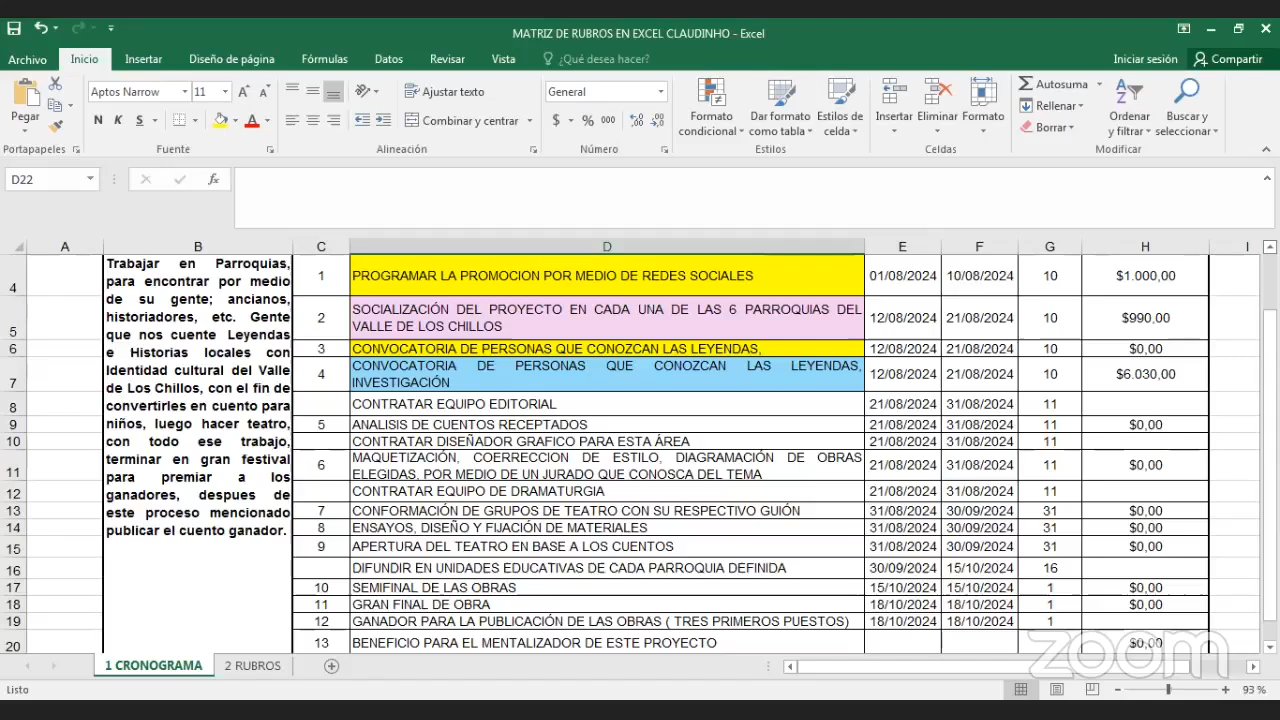 MATRIZ DE RUBROS EN EXCEL CLAUDINHO - Excel
Archivo Inicio Insertar Diseño de página Fórmulas Datos Revisar Vista ¿Qué desea hacer? Iniciar sesión Compartir
Pegar
Portapapeles
Aptos Narrow 11
N K S
Fuente
Ajustar texto
Combinar y centrar
Alineación
General
$ % 000
Número
Formato condicional
Dar formato como tabla
Estilos de celda
Estilos
Insertar Eliminar Formato
Celdas
Autosuma
Rellenar
Borrar
Ordenar y filtrar
Buscar y seleccionar
Modificar
D22 fx
A B C D E F G H I
Trabajar en Parroquias,
para encontrar por medio
de su gente; ancianos,
historiadores, etc. Gente
que nos cuente Leyendas
e Historias locales con
Identidad cultural del Valle
de Los Chillos, con el fin de
convertirles en cuento para
niños, luego hacer teatro,
con todo ese trabajo,
terminar en gran festival
para premiar a los
ganadores, despues de
este proceso mencionado
publicar el cuento ganador.
4 1 PROGRAMAR LA PROMOCION POR MEDIO DE REDES SOCIALES 01/08/2024 10/08/2024 10 $1.000,00
5 2 SOCIALIZACIÓN DEL PROYECTO EN CADA UNA DE LAS 6 PARROQUIAS DEL
VALLE DE LOS CHILLOS 12/08/2024 21/08/2024 10 $990,00
6 3 CONVOCATORIA DE PERSONAS QUE CONOZCAN LAS LEYENDAS, 12/08/2024 21/08/2024 10 $0,00
7 4 CONVOCATORIA DE PERSONAS QUE CONOZCAN LAS LEYENDAS,
INVESTIGACIÓN 12/08/2024 21/08/2024 10 $6.030,00
8 CONTRATAR EQUIPO EDITORIAL 21/08/2024 31/08/2024 11
9 5 ANALISIS DE CUENTOS RECEPTADOS 21/08/2024 31/08/2024 11 $0,00
10 CONTRATAR DISEÑADOR GRAFICO PARA ESTA ÁREA 21/08/2024 31/08/2024 11
11 6 MAQUETIZACIÓN, COERRECCION DE ESTILO, DIAGRAMACIÓN DE OBRAS
ELEGIDAS, POR MEDIO DE UN JURADO QUE CONOSCA DEL TEMA 21/08/2024 31/08/2024 11 $0,00
12 CONTRATAR EQUIPO DE DRAMATURGIA 21/08/2024 31/08/2024 11
13 7 CONFORMACIÓN DE GRUPOS DE TEATRO CON SU RESPECTIVO GUIÓN 31/08/2024 30/09/2024 31 $0,00
14 8 ENSAYOS, DISEÑO Y FIJACIÓN DE MATERIALES 31/08/2024 30/09/2024 31 $0,00
15 9 APERTURA DEL TEATRO EN BASE A LOS CUENTOS 31/08/2024 30/09/2024 31 $0,00
16 DIFUNDIR EN UNIDADES EDUCATIVAS DE CADA PARROQUIA DEFINIDA 30/09/2024 15/10/2024 16
17 10 SEMIFINAL DE LAS OBRAS 15/10/2024 15/10/2024 1 $0,00
18 11 GRAN FINAL DE OBRA 18/10/2024 18/10/2024 1 $0,00
19 12 GANADOR PARA LA PUBLICACIÓN DE LAS OBRAS ( TRES PRIMEROS PUESTOS) 18/10/2024 18/10/2024 1
20 13 BENEFICIO PARA EL MENTALIZADOR DE ESTE PROYECTO $0,00
zoom
1 CRONOGRAMA 2 RUBROS
Listo 93 %